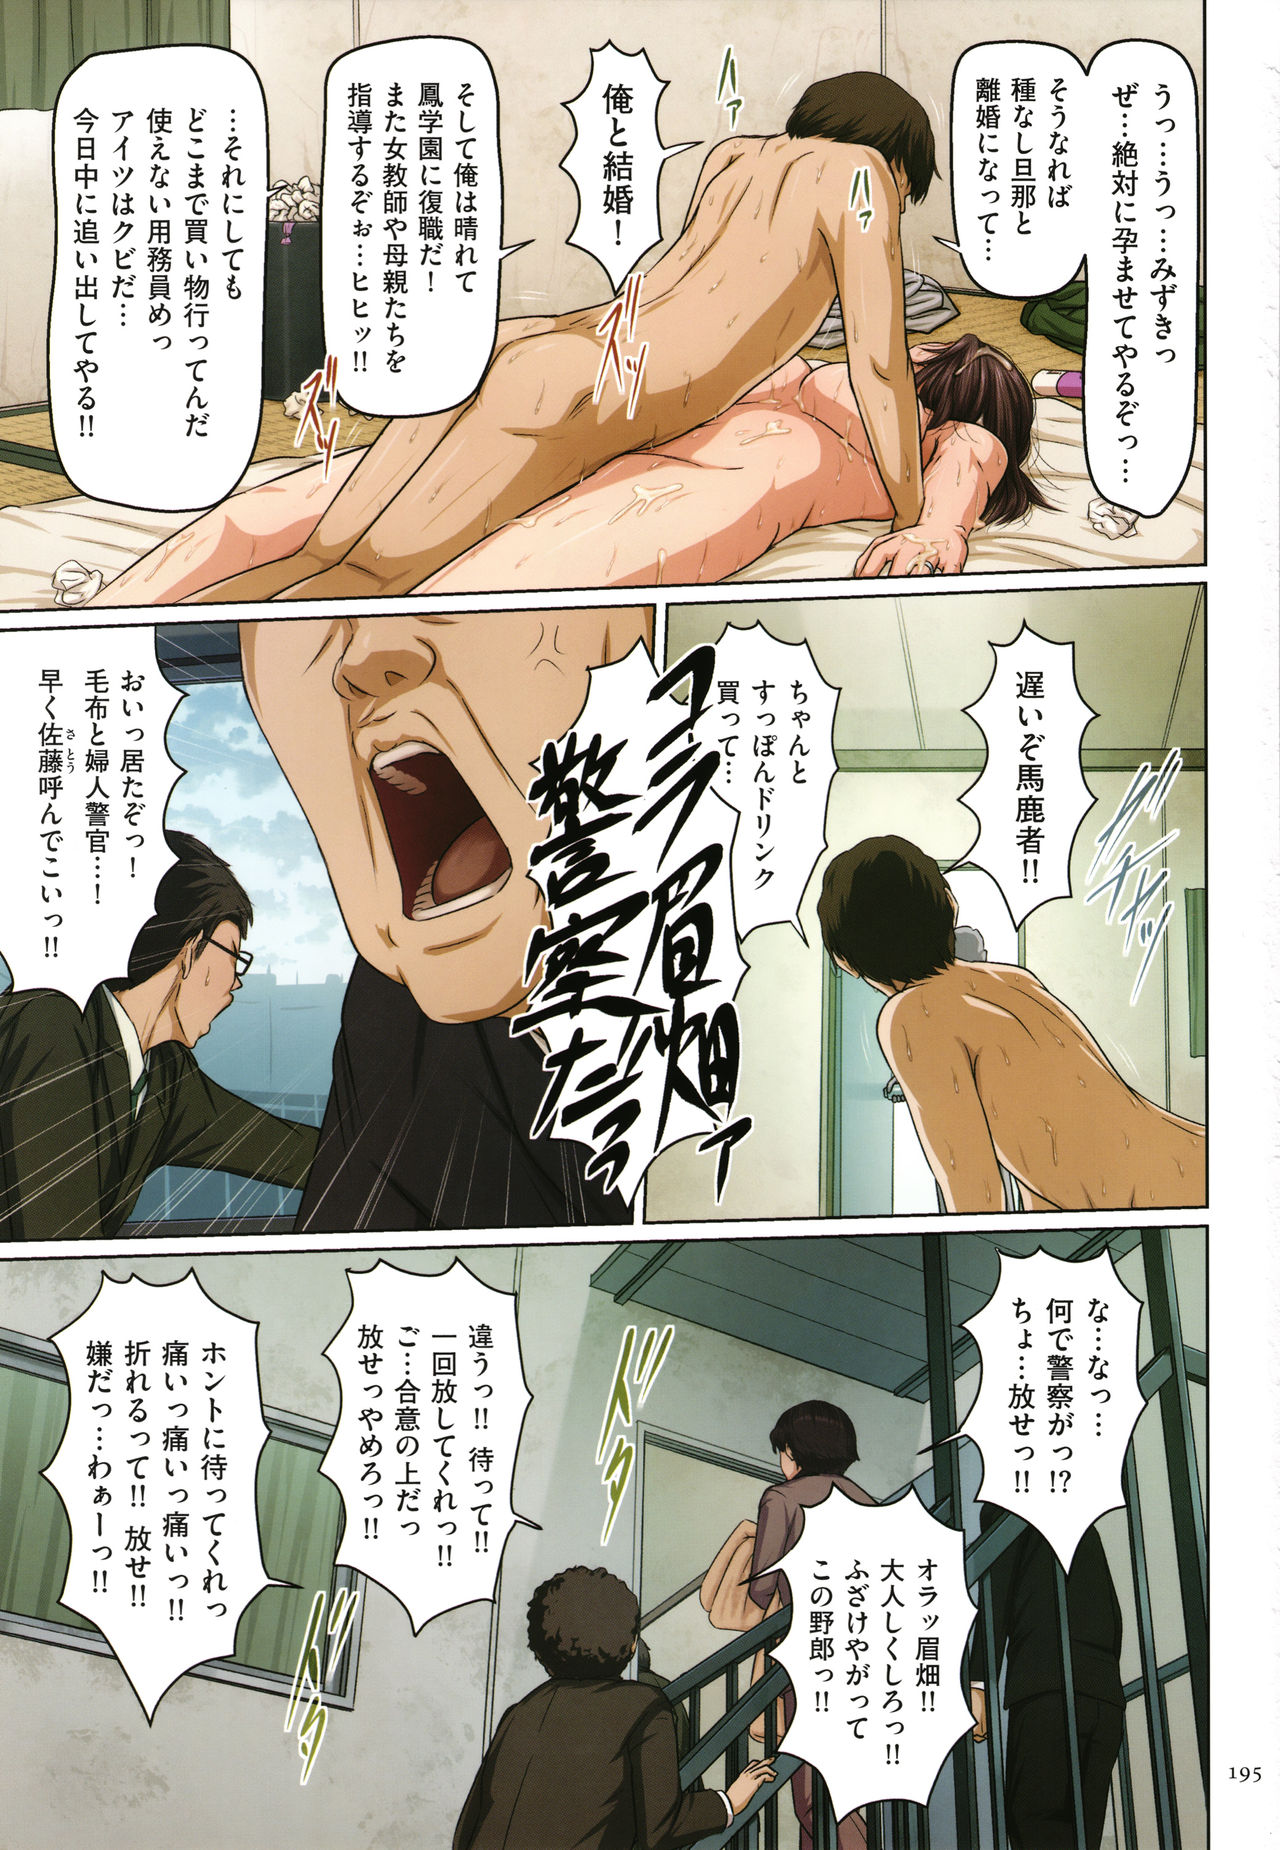 うっ…うっ…みずきっ
ぜ…絶対に孕ませてやるぞっ…
そうなれば
種なし旦那と
離婚になって…
俺と結婚！
そして俺は晴れて
鳳学園に復職だ！
また女教師や母親たちを
指導するぞぉ…ヒヒッ!!
…それにしても
どこまで買い物行ってんだ
使えない用務員めっ
アイツはクビだ…
今日中に追い出してやる!!
ハァ
ハァ
ズッ
ズッ
ズズッ
遅いぞ馬鹿者!!
ちゃんと
すっぽんドリンク
買って…
ガチャッ
コラ眉畑ァ
警察だっっ
おいっ居たぞっ！
毛布と婦人警官…！
早く佐藤呼んでこいっ!!
さとう
な…なっ…
何で警察がっ!?
ちょ…放せっ!!
オラッ眉畑!!
大人しくしろっ!!
ふざけやがって
この野郎っ!!
違うっ!! 待って!!
一回放してくれっ!!
ご…合意の上だっ
放せっやめろっ!!
ホントに待ってくれっ
痛いっ痛いっ痛いっ!!
折れるって!! 放せ!!
嫌だっ…わぁーっ!!
ドガ
ドガ
195